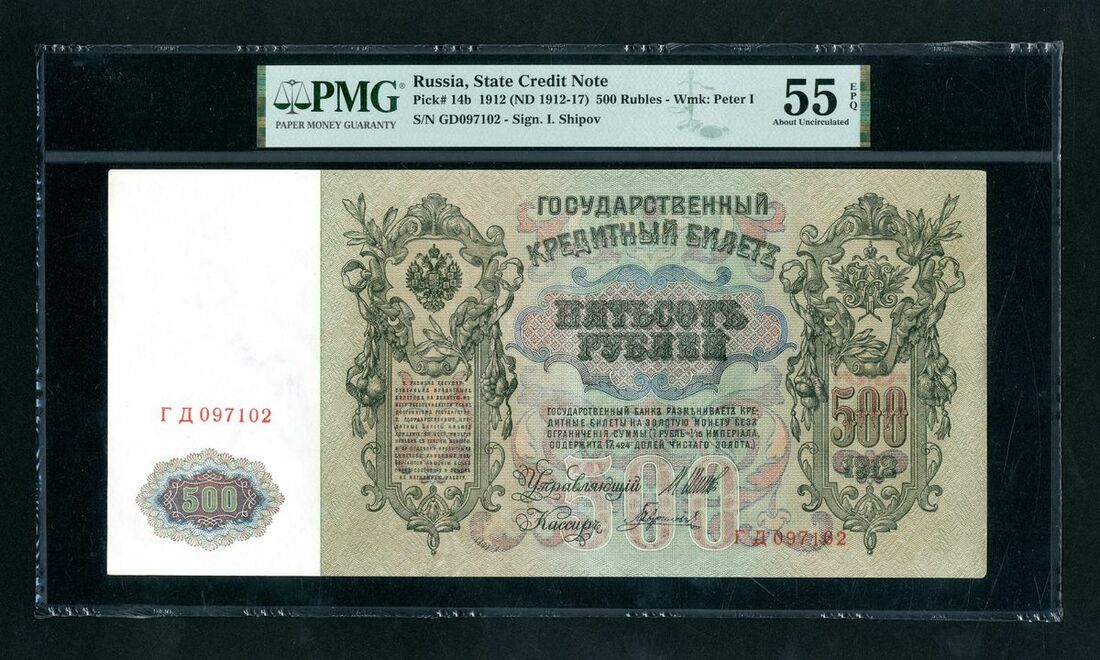 PMG®
PAPER MONEY GUARANTY
Russia, State Credit Note
Pick# 14b 1912 (ND 1912-17) 500 Rubles - Wmk: Peter I
S/N GD097102 - Sign. I. Shipov
55
EPQ
About Uncirculated
ГОСУДАРСТВЕННЫЙ
КРЕДИТНЫЙ БИЛЕТЪ
ПЯТЬСОТЪ
РУБЛЕЙ
ГОСУДАРСТВЕННЫЙ БАНКЪ РАЗМѢНИВАЕТЪ КРЕ-
ДИТНЫЕ БИЛЕТЫ НА ЗОЛОТУЮ МОНЕТУ БЕЗЪ
ОГРАНИЧЕНІЯ СУММЫ (1 РУБЛЬ = 1/15 ИМПЕРІАЛА,
СОДЕРЖИТЪ 17,424 ДОЛЕЙ ЧИСТАГО ЗОЛОТА)
500
1912
Управляющій
Кассиръ
500
ГД 097102
ГД 097102
500